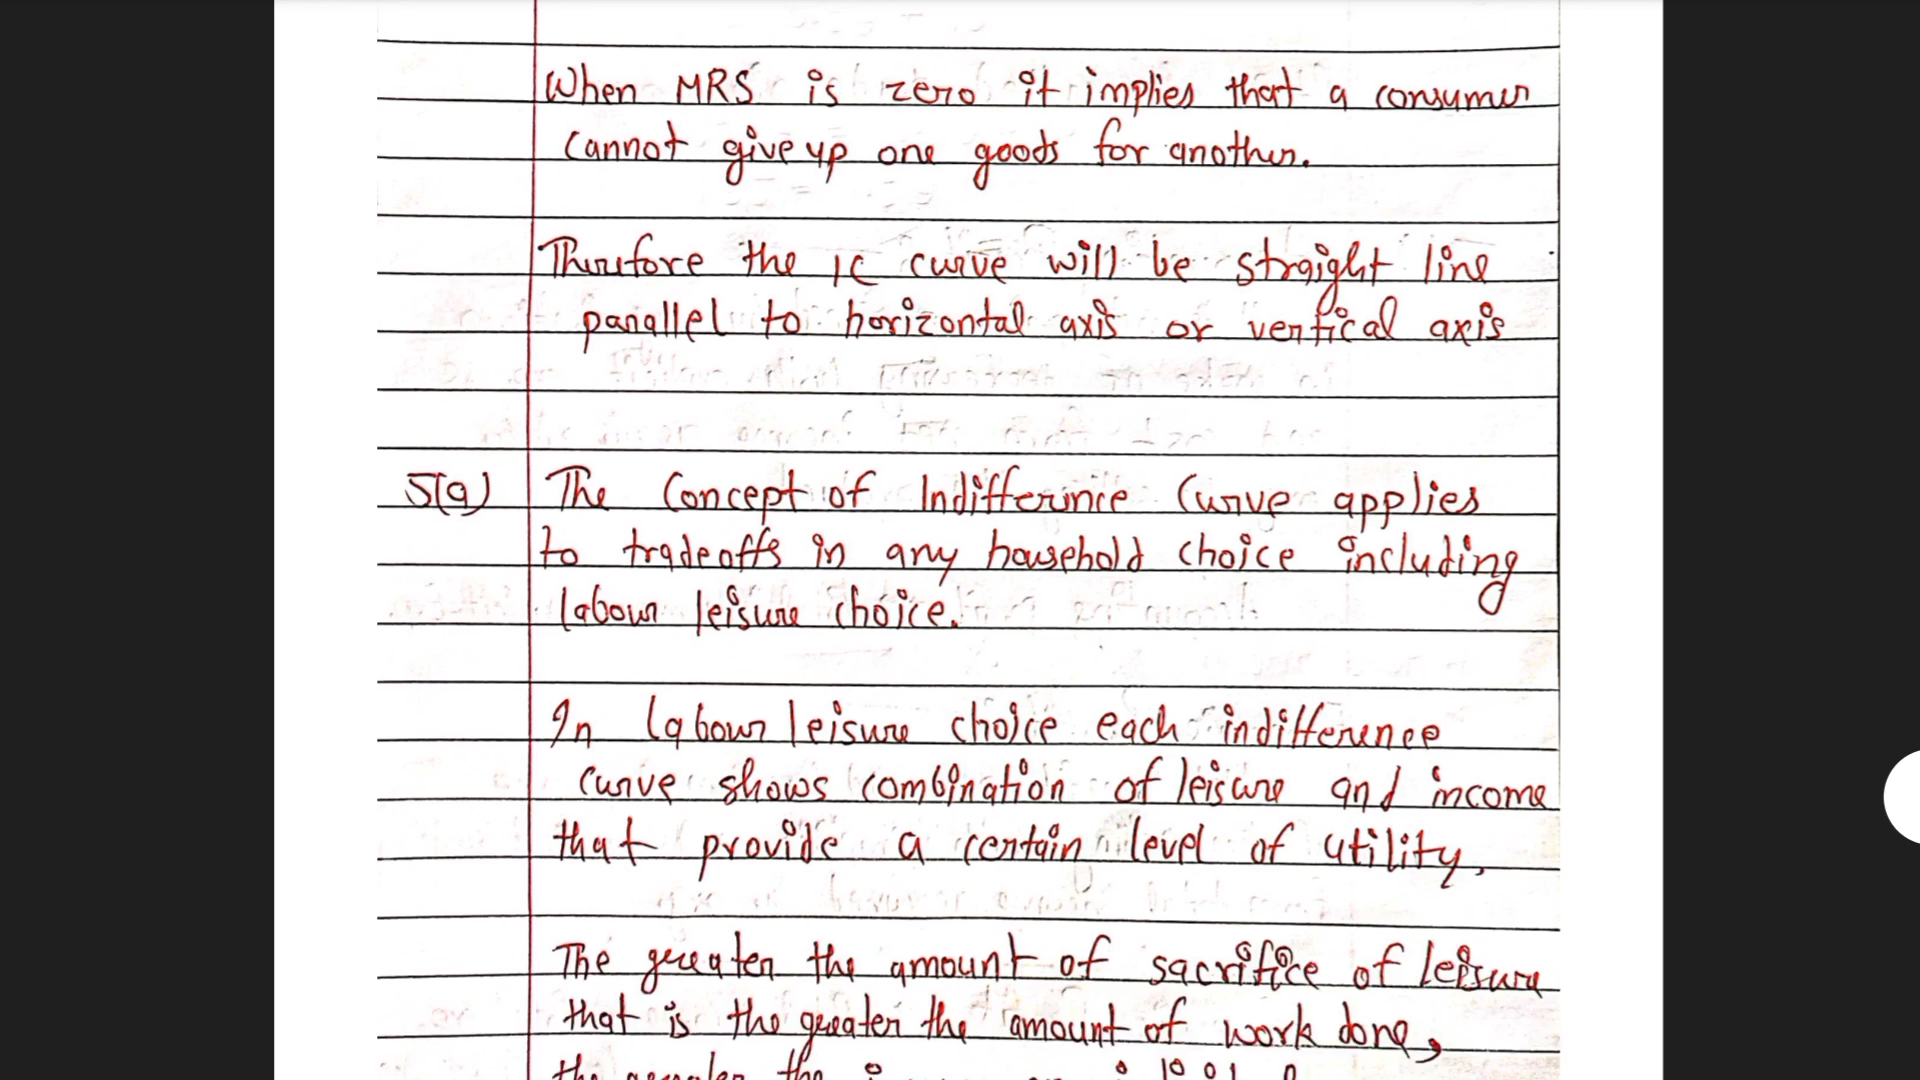 When MRS is zero it implies that a consumer
cannot give up one goods for another.
Therefore the IC curve will be straight line
parallel to horizontal axis or vertical axis
5(a) The Concept of Indifference Curve applies
to tradeoffs in any household choice including
labour leisure choice.
In labour leisure choice each indifference
curve shows combination of leisure and income
that provide a certain level of utility.
The greater the amount of sacrifice of leisure
that is the greater the amount of work done,
the greater the